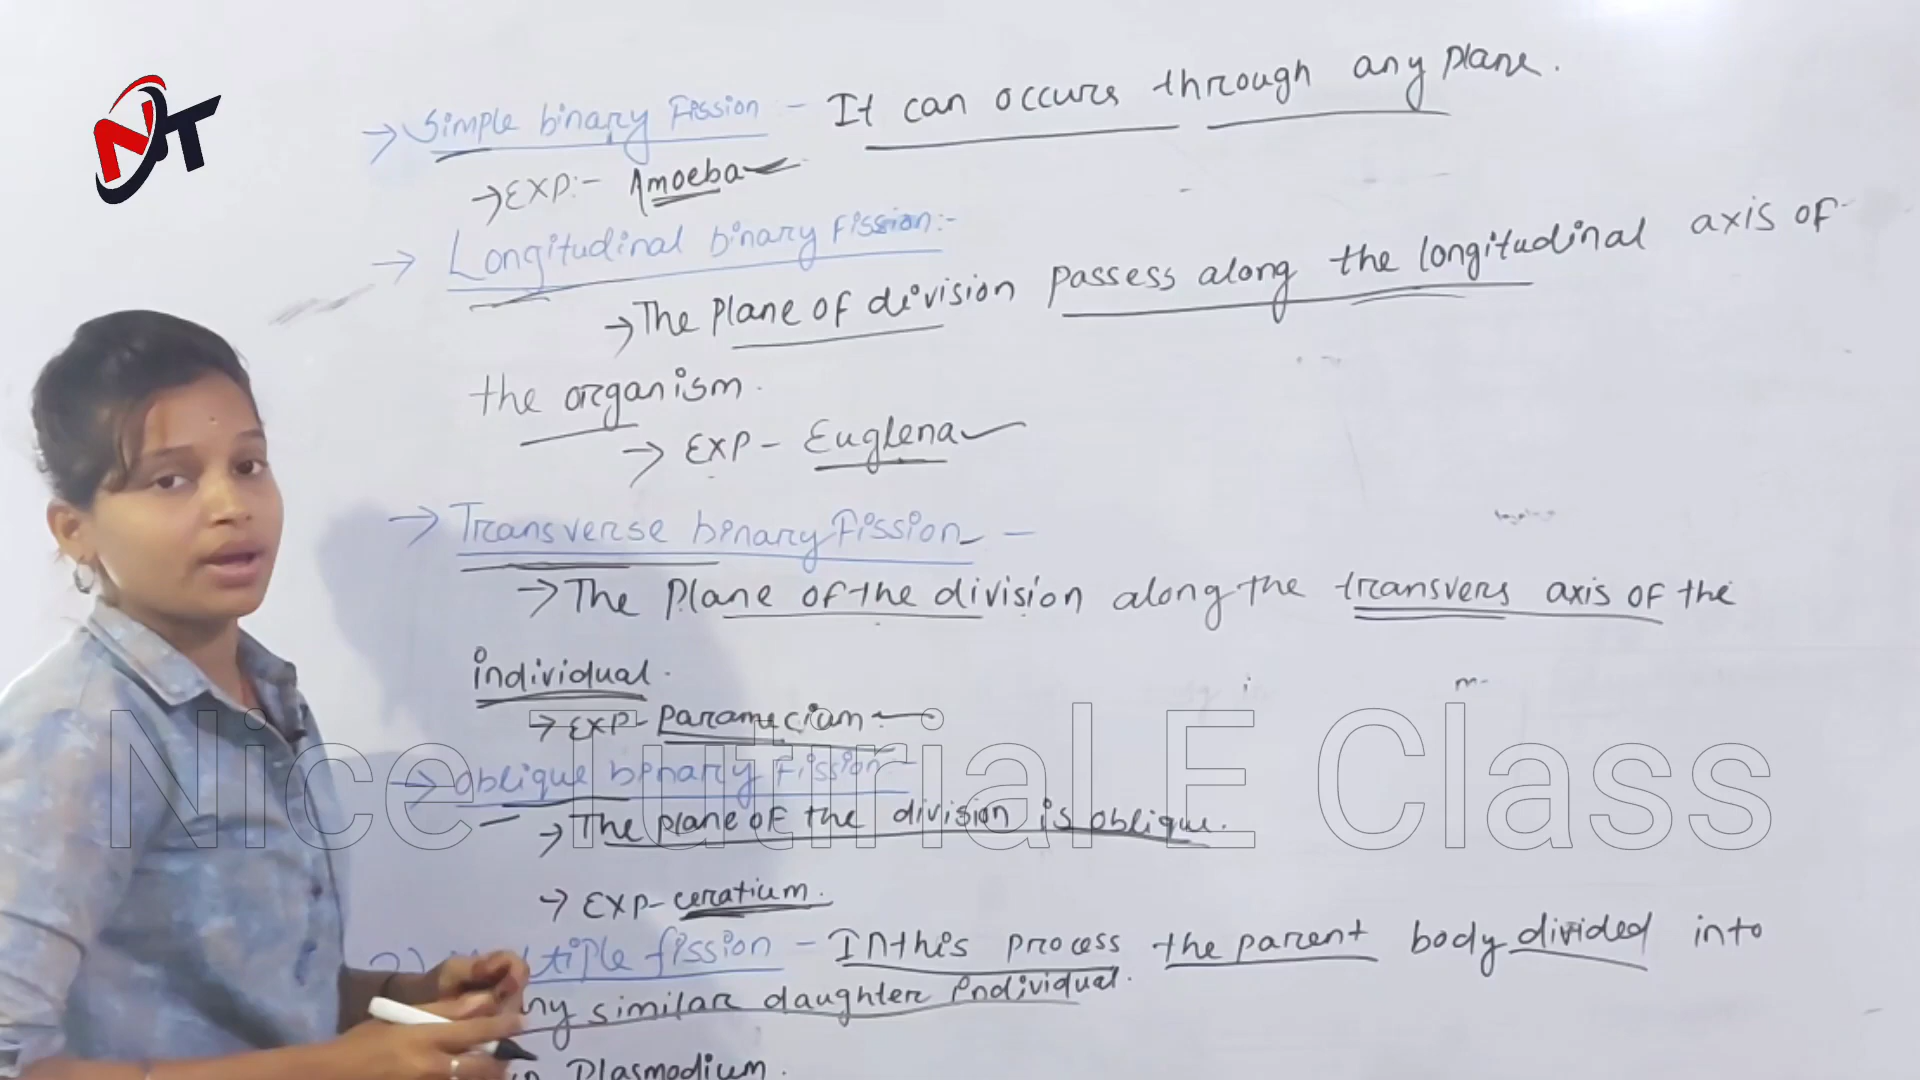 NT
→ Simple binary Fission - It can occurs through any plane.
→ EXP:- Amoeba
→ Longitudinal binary Fission:-
→ The plane of division passess along the longitudinal axis of
the organism.
→ EXP - Euglena
→ Transverse binary Fission -
→ The plane of the division along the transvers axis of the
individual.
→ EXP- paramycium
→ oblique binary Fission -
→ The plane of the division is oblique.
→ EXP- ceratium.
tiple fission - In this process the parent body divided into
ny similar daughter individual.
Plasmodium.
Nice Tutrial E Class